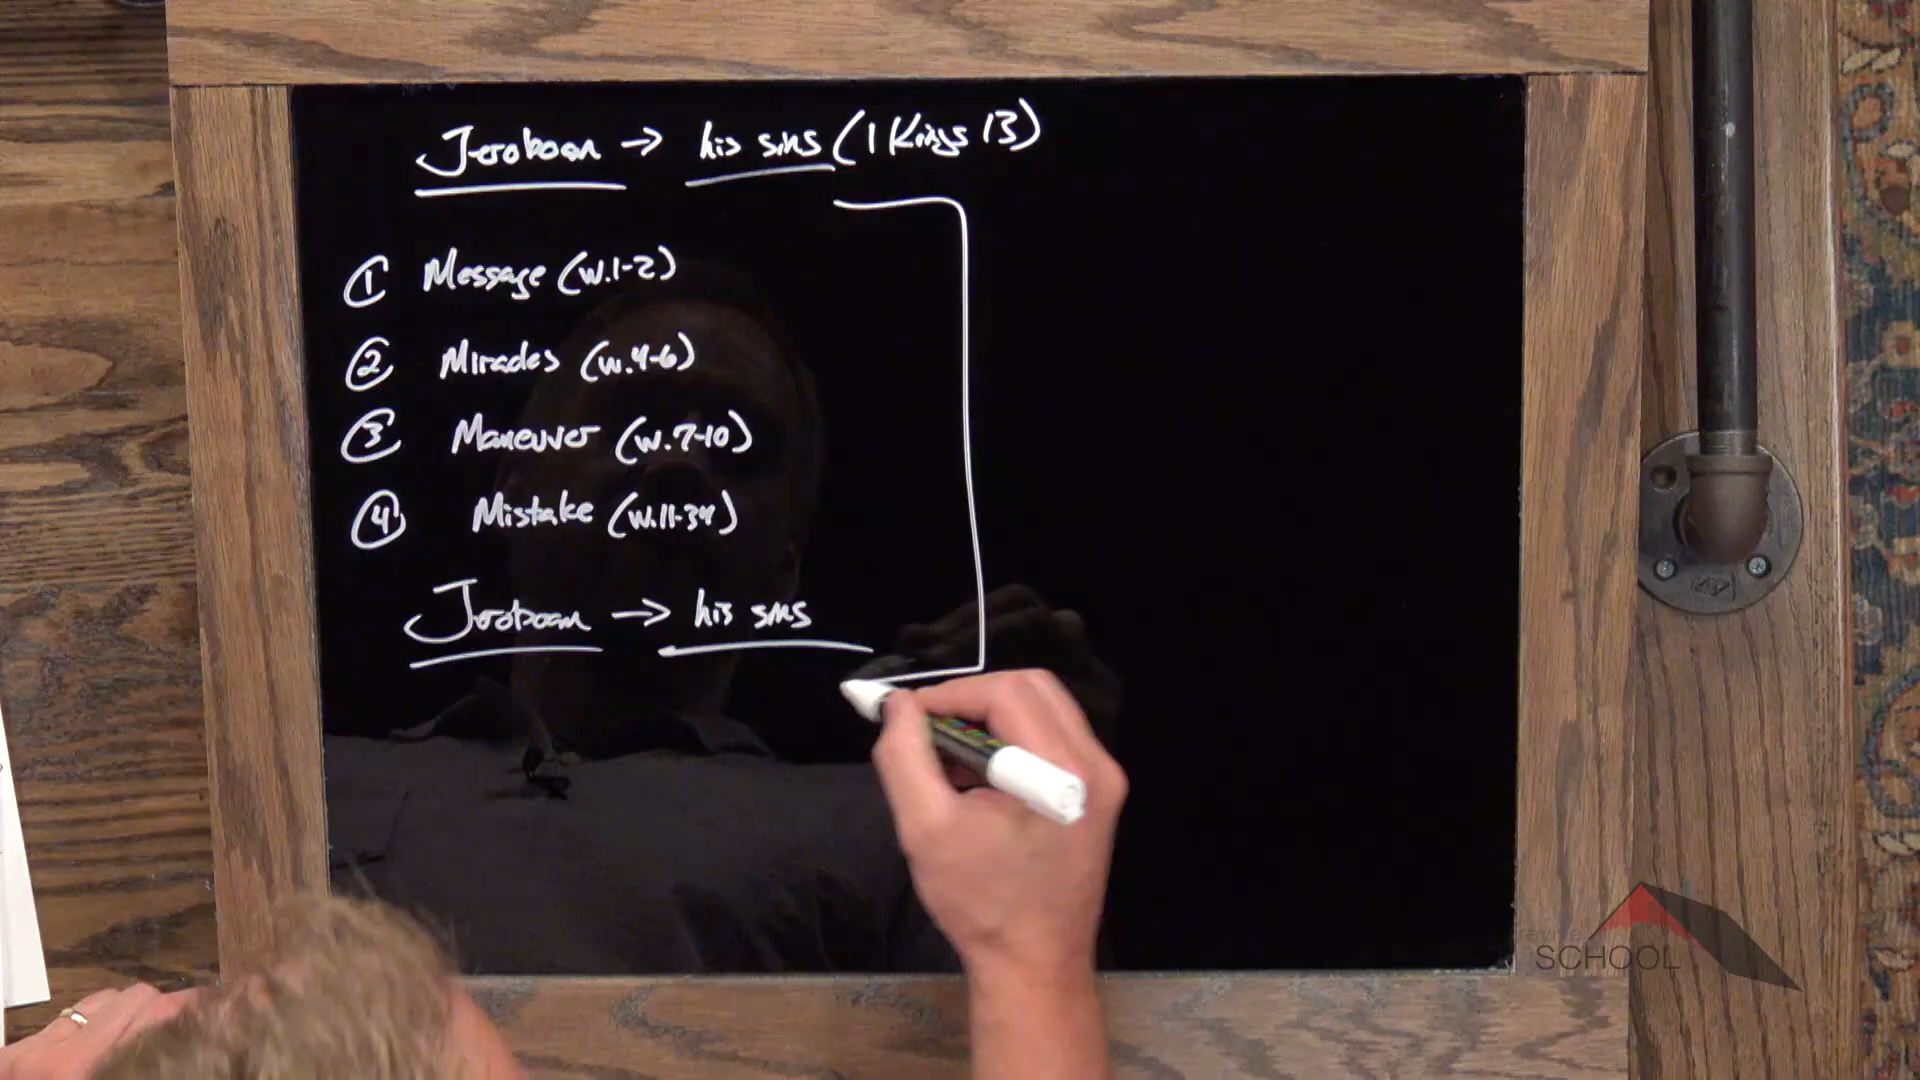 Jeroboam → his sins (1 Kings 13)
① Message (vv.1-2)
② Miracles (vv.4-6)
③ Maneuver (vv.7-10)
④ Mistake (vv.11-34)
Jeroboam → his sins
SCHOOL